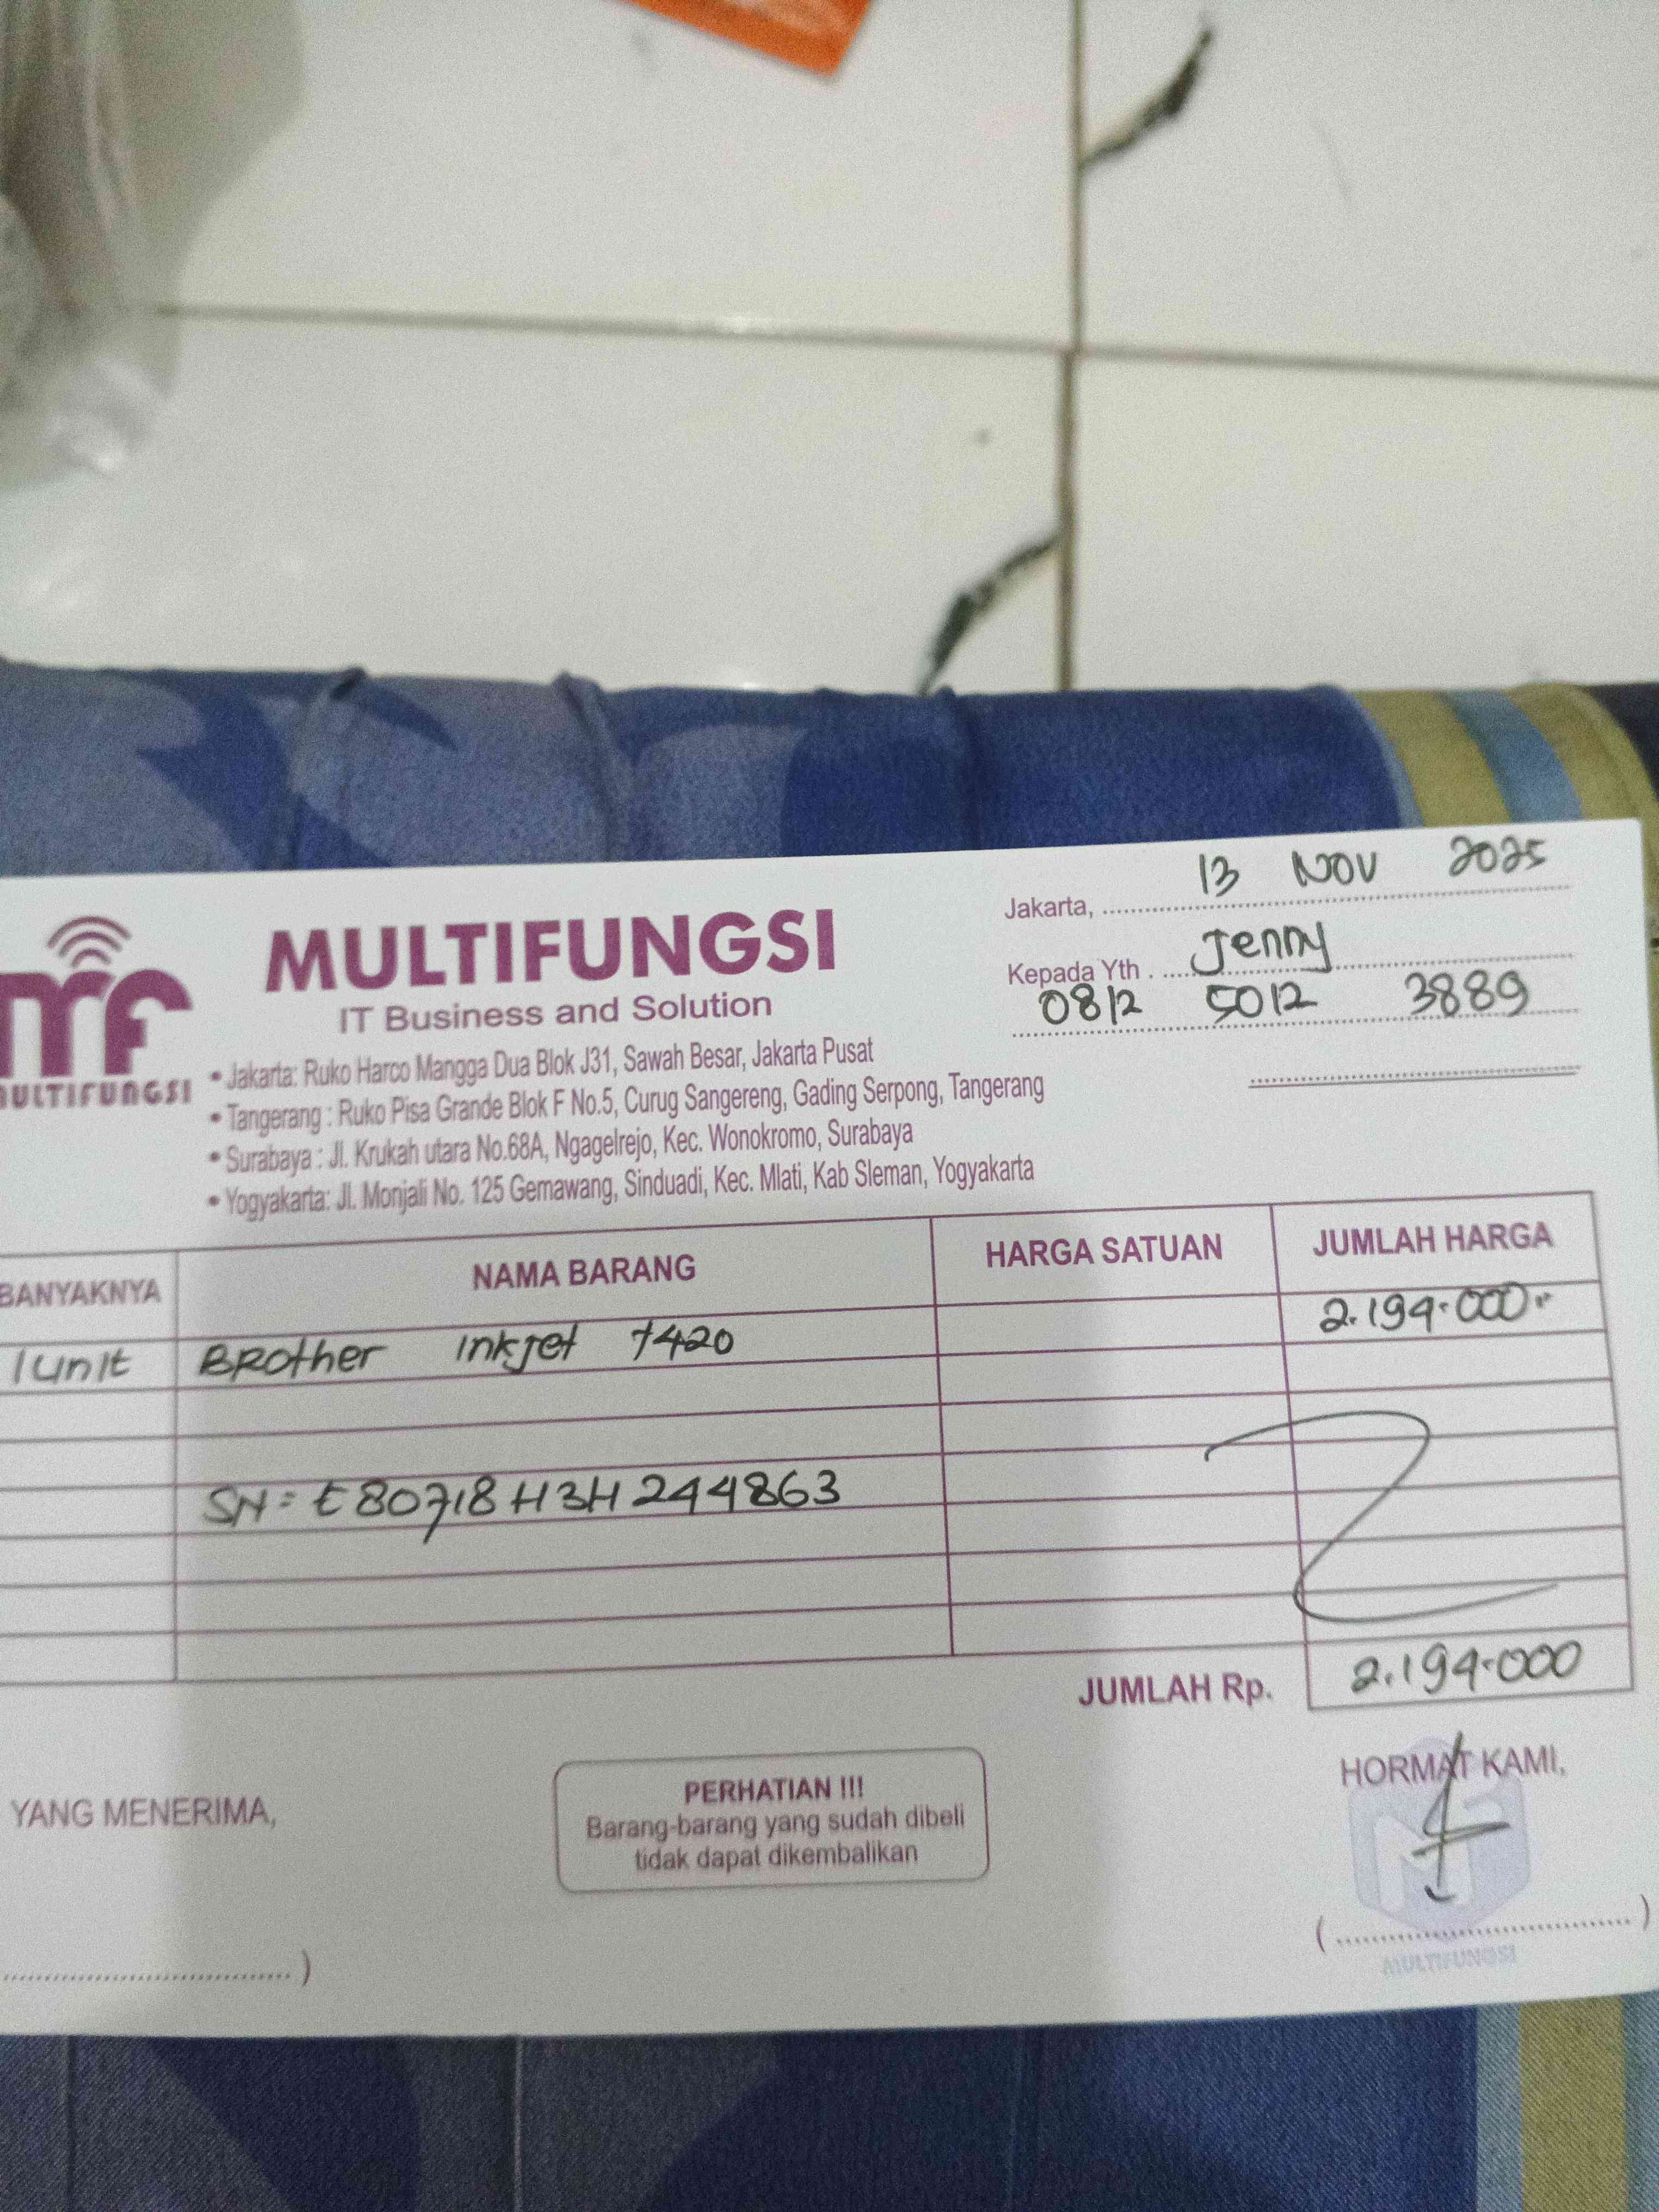 Jakarta, 13 NOV 2025
Kepada Yth . Jenny
0812 5012 3889
MULTIFUNGSI
MULTIFUNGSI
IT Business and Solution
• Jakarta: Ruko Harco Mangga Dua Blok J31, Sawah Besar, Jakarta Pusat
• Tangerang : Ruko Pisa Grande Blok F No.5, Curug Sangereng, Gading Serpong, Tangerang
• Surabaya : Jl. Krukah utara No.68A, Ngagelrejo, Kec. Wonokromo, Surabaya
• Yogyakarta: Jl. Monjali No. 125 Gemawang, Sinduadi, Kec. Mlati, Kab Sleman, Yogyakarta
BANYAKNYA NAMA BARANG HARGA SATUAN JUMLAH HARGA
1 unit Brother Inkjet T420 2.194.000
SN = E80718H3H244863
JUMLAH Rp. 2.194.000
YANG MENERIMA,
PERHATIAN !!!
Barang-barang yang sudah dibeli
tidak dapat dikembalikan
HORMAT KAMI,
MULTIFUNGSI